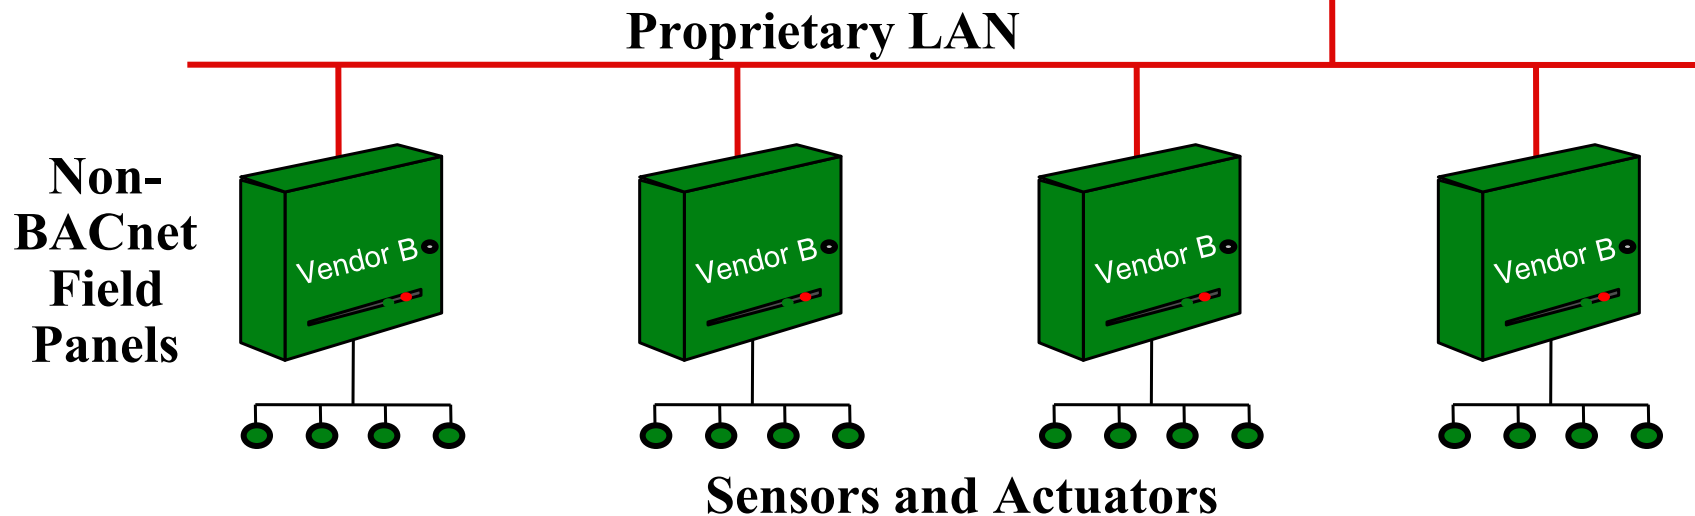 Proprietary LAN
Non-
BACnet
Field
Panels
Vendor B
Vendor B
Vendor B
Vendor B
Sensors and Actuators